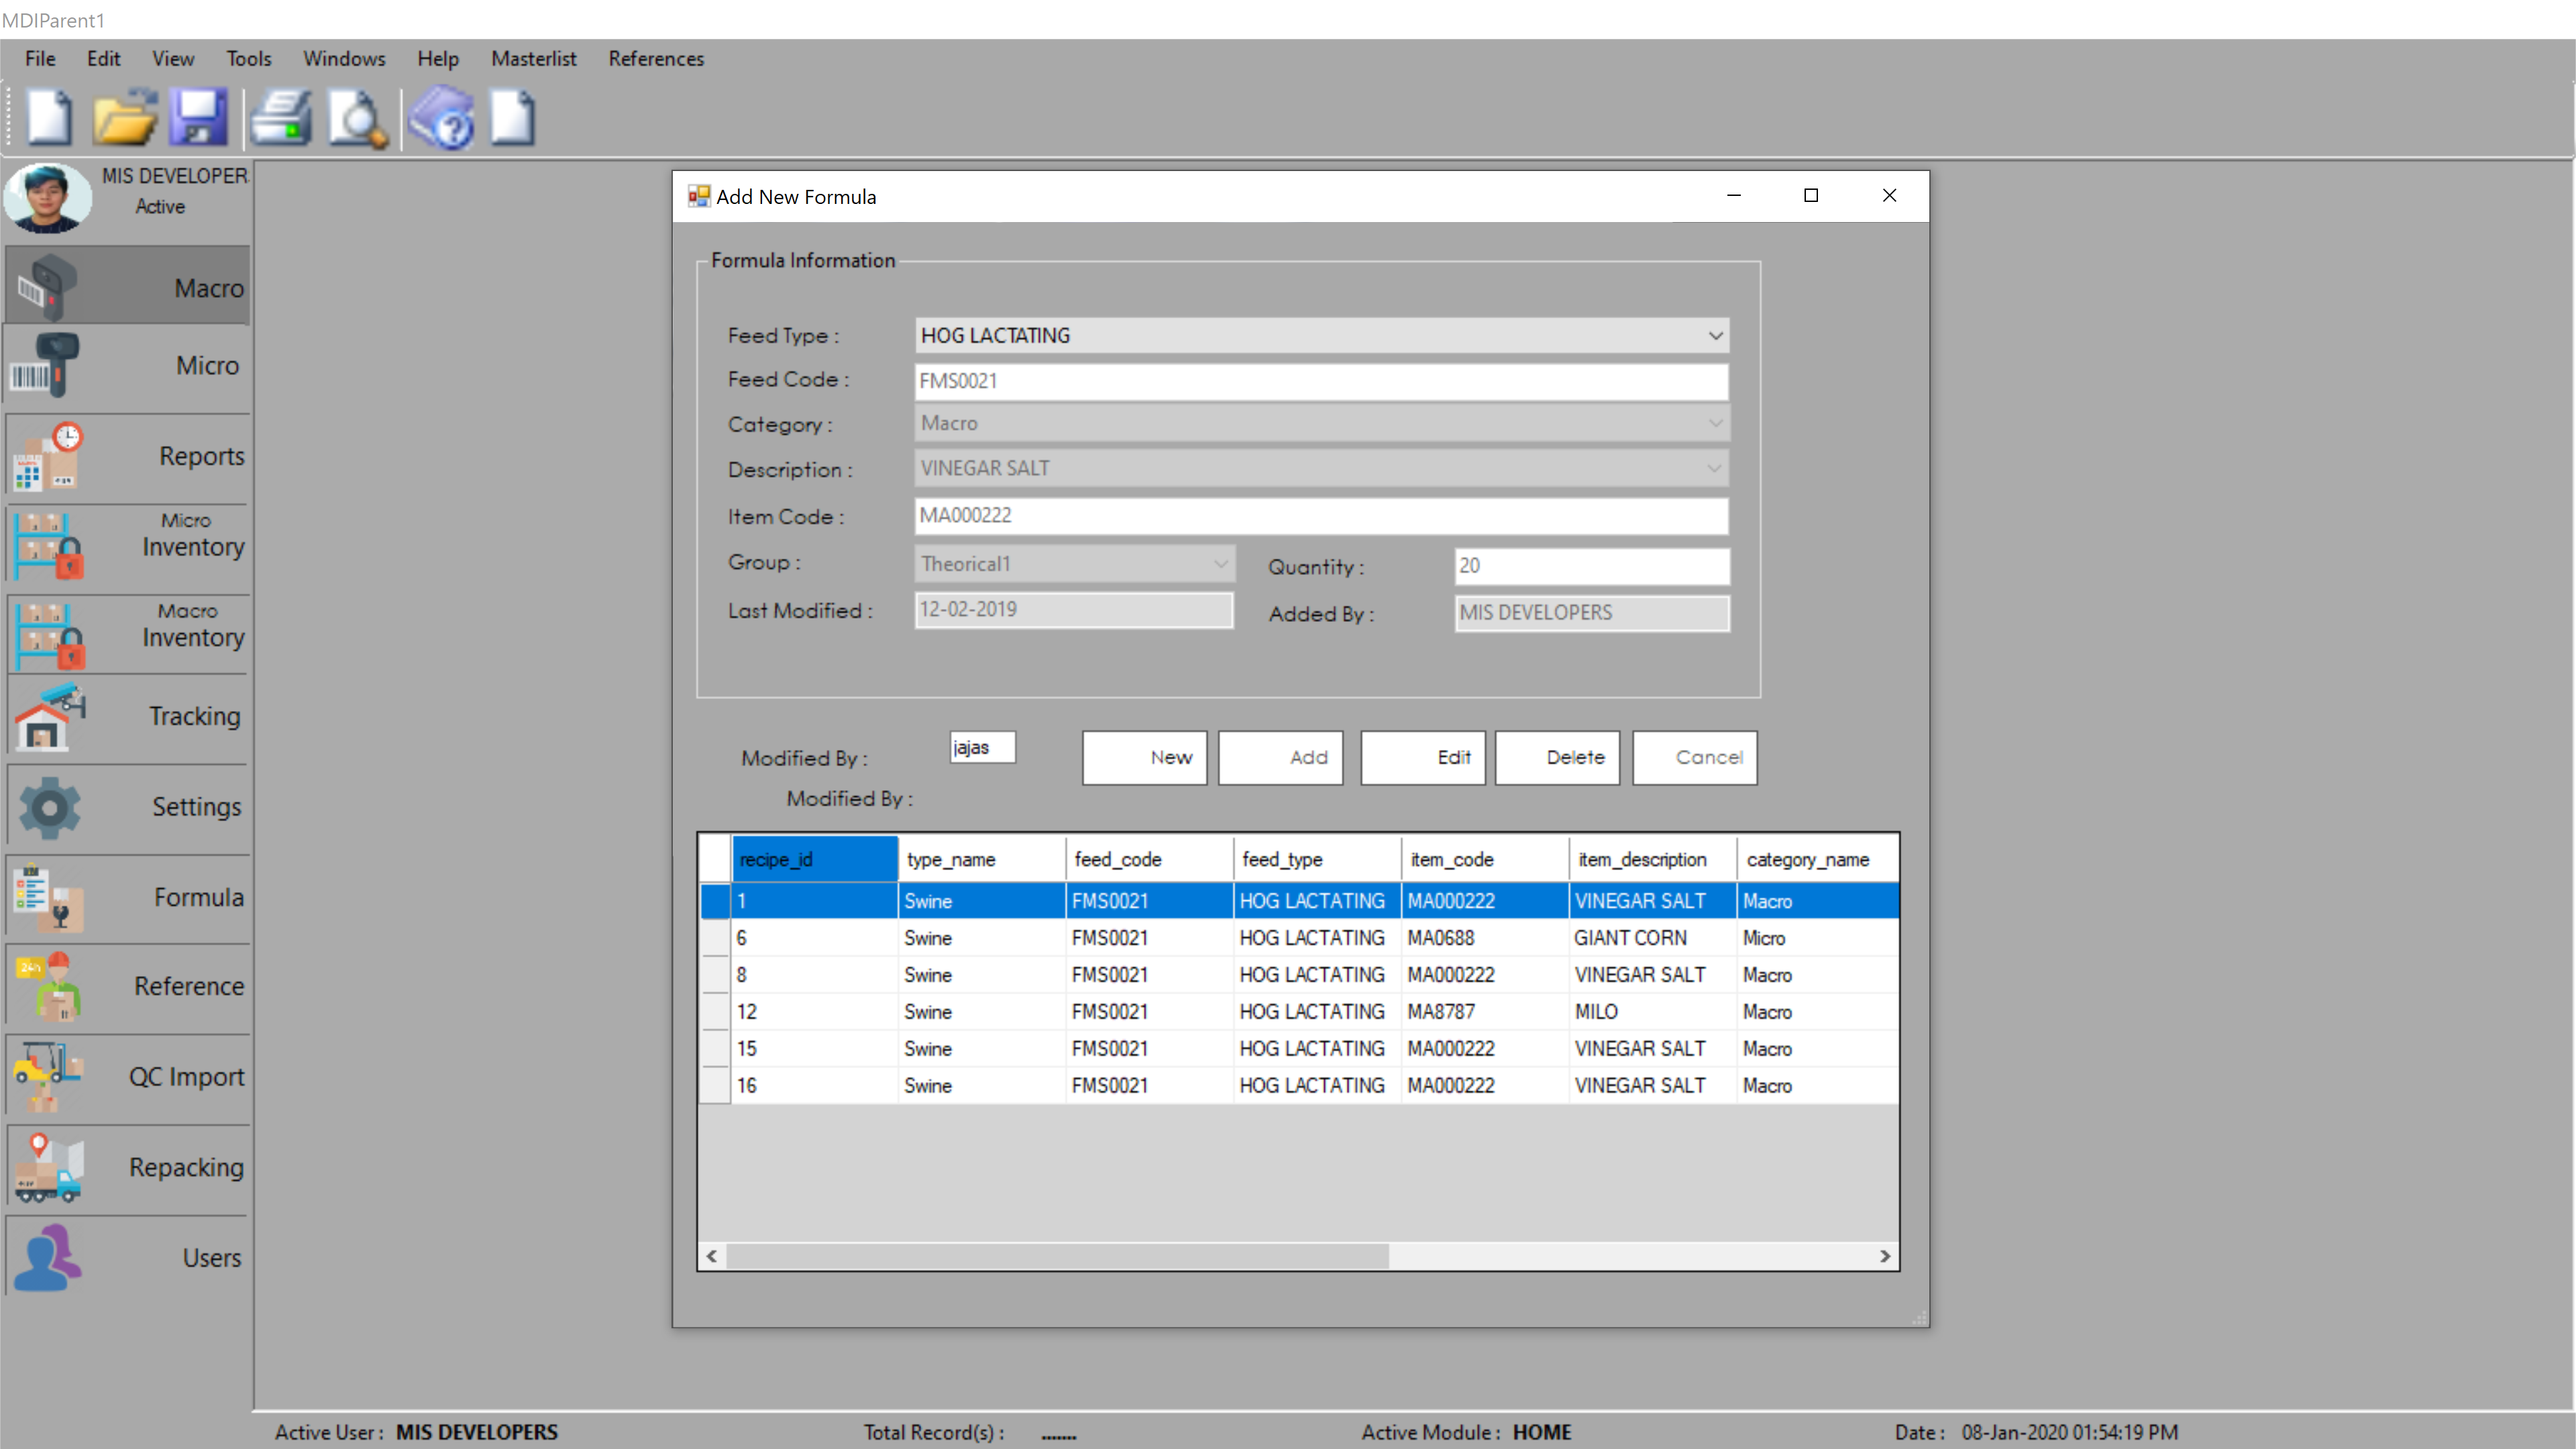 MDIParent1
File Edit View Tools Windows Help Masterlist References
MIS DEVELOPER
Active
Macro
Micro
Reports
Micro
Inventory
Macro
Inventory
Tracking
Settings
Formula
24h
Reference
QC Import
Repacking
Users
Add New Formula
Formula Information
Feed Type : HOG LACTATING
Feed Code : FMS0021
Category : Macro
Description : VINEGAR SALT
Item Code : MA000222
Group : Theorical1 Quantity : 20
Last Modified : 12-02-2019 Added By : MIS DEVELOPERS
Modified By : jajas New Add Edit Delete Cancel
Modified By :
recipe_id type_name feed_code feed_type item_code item_description category_name
1 Swine FMS0021 HOG LACTATING MA000222 VINEGAR SALT Macro
6 Swine FMS0021 HOG LACTATING MA0688 GIANT CORN Micro
8 Swine FMS0021 HOG LACTATING MA000222 VINEGAR SALT Macro
12 Swine FMS0021 HOG LACTATING MA8787 MILO Macro
15 Swine FMS0021 HOG LACTATING MA000222 VINEGAR SALT Macro
16 Swine FMS0021 HOG LACTATING MA000222 VINEGAR SALT Macro
Active User : MIS DEVELOPERS Total Record(s) : ....... Active Module : HOME Date : 08-Jan-2020 01:54:19 PM